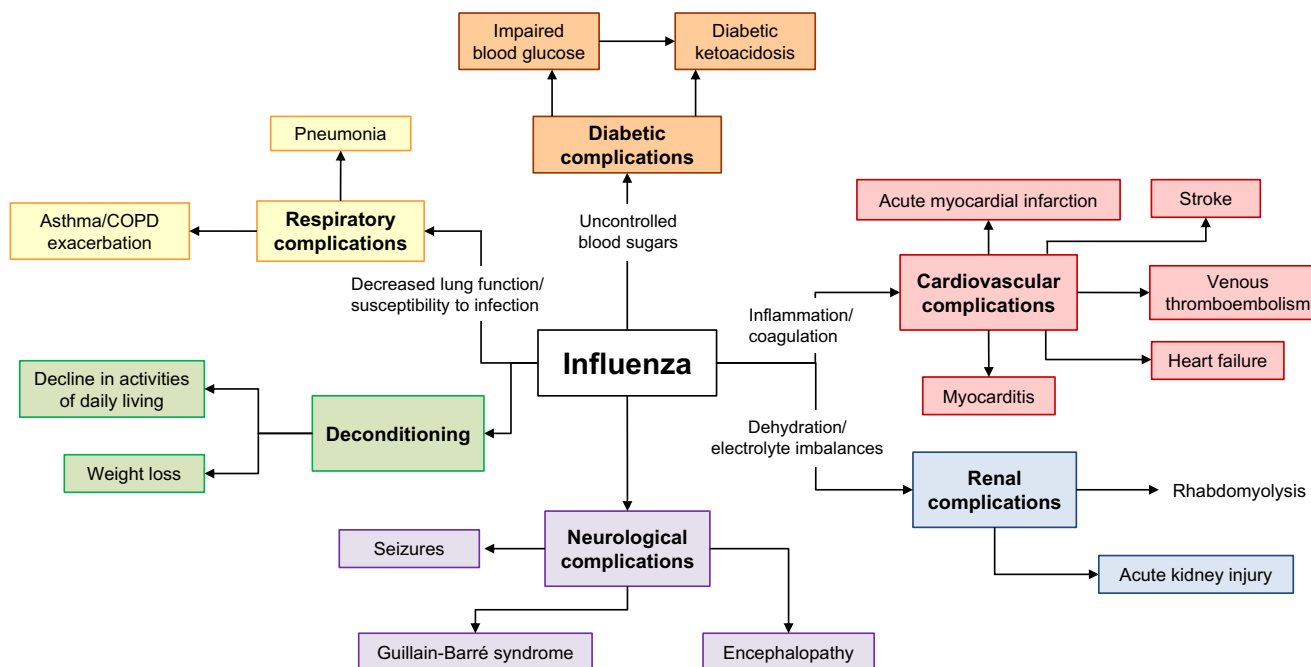 Impaired
blood glucose
Diabetic
ketoacidosis
Diabetic
complications
Uncontrolled
blood sugars
Pneumonia
Asthma/COPD
exacerbation
Respiratory
complications
Decreased lung function/
susceptibility to infection
Acute myocardial infarction
Stroke
Cardiovascular
complications
Venous
thromboembolism
Heart failure
Myocarditis
Inflammation/
coagulation
Influenza
Decline in activities
of daily living
Weight loss
Deconditioning
Dehydration/
electrolyte imbalances
Renal
complications
Rhabdomyolysis
Acute kidney injury
Neurological
complications
Seizures
Guillain-Barré syndrome
Encephalopathy